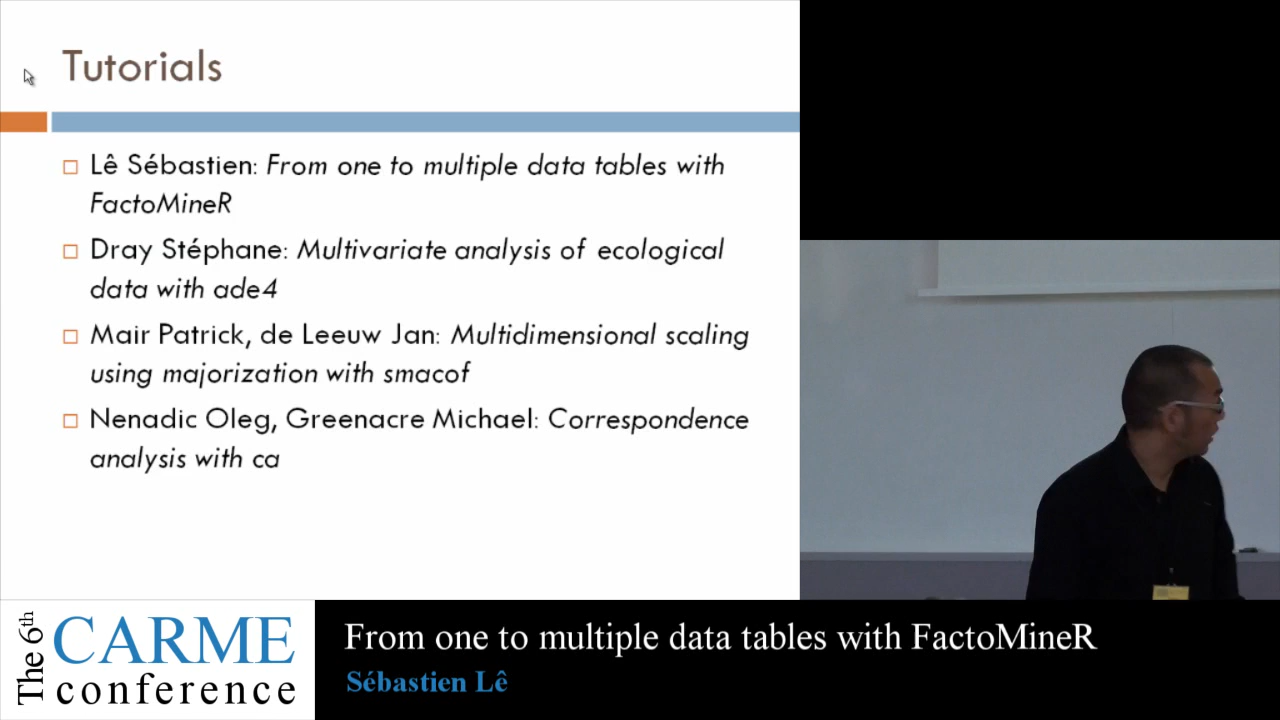 Tutorials
Lê Sébastien: From one to multiple data tables with
FactoMineR
Dray Stéphane: Multivariate analysis of ecological
data with ade4
Mair Patrick, de Leeuw Jan: Multidimensional scaling
using majorization with smacof
Nenadic Oleg, Greenacre Michael: Correspondence
analysis with ca
The 6th
CARME
conference
From one to multiple data tables with FactoMineR
Sébastien Lê